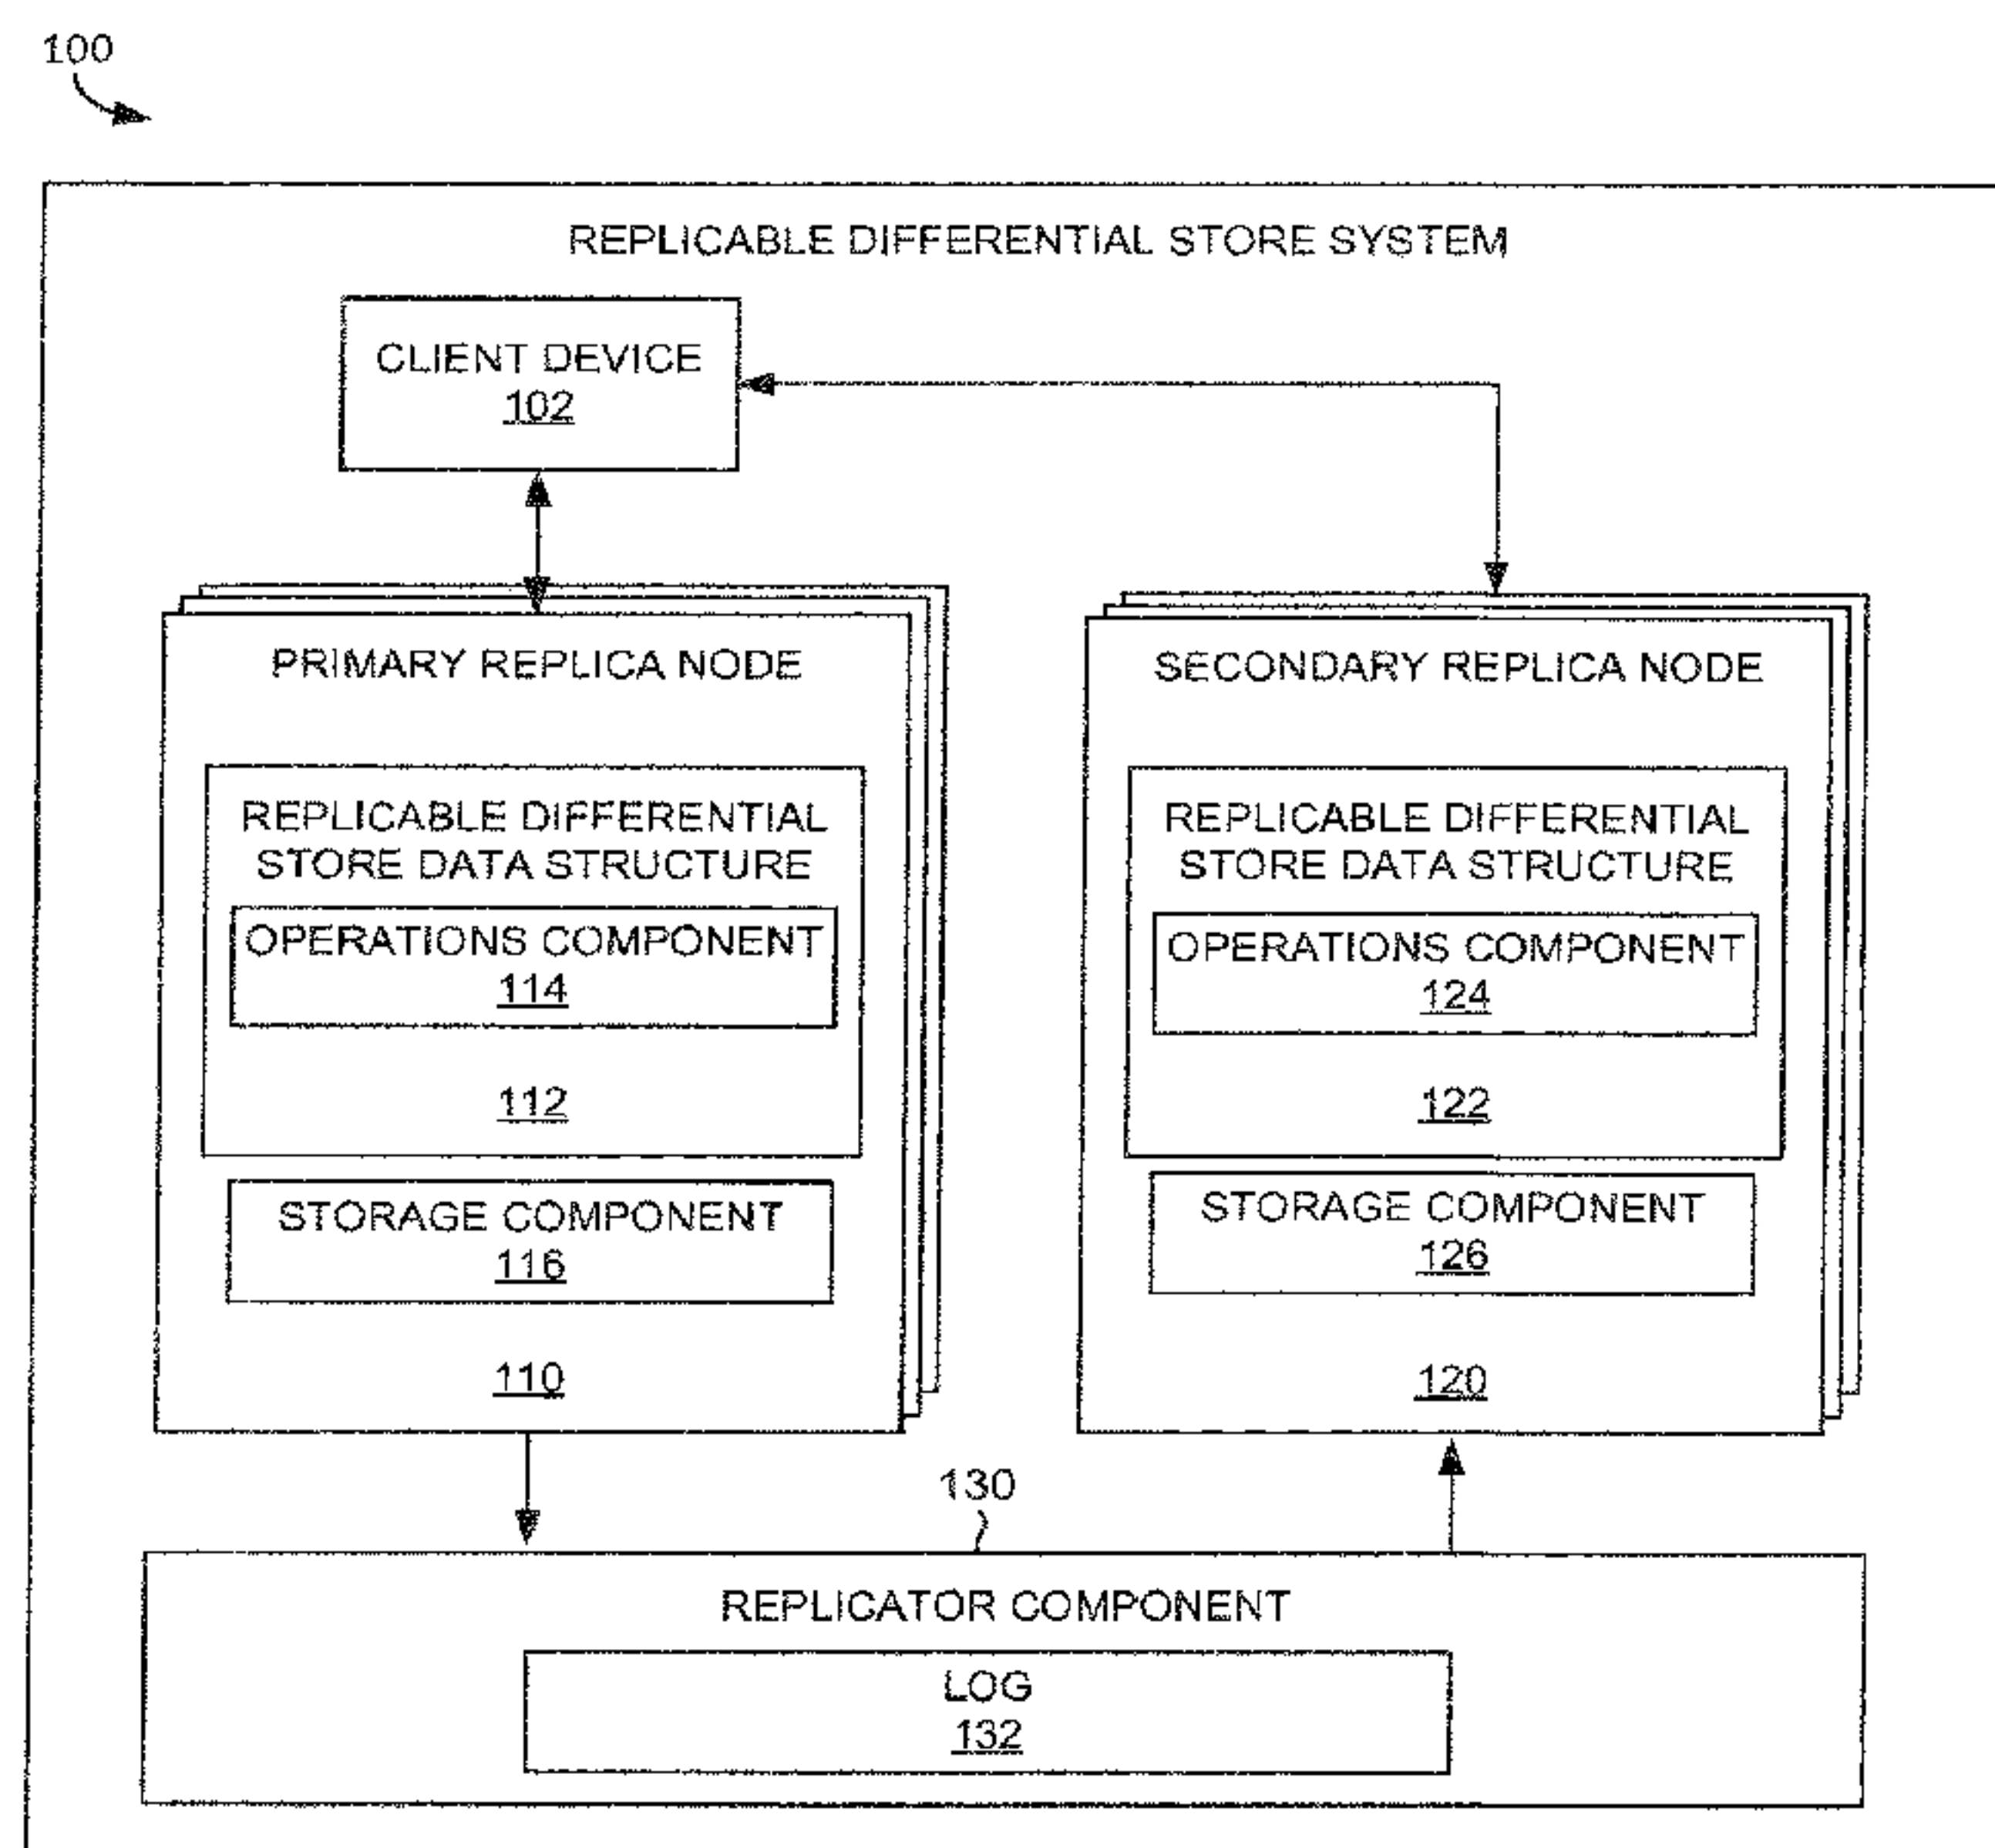 100
REPLICABLE DIFFERENTIAL STORE SYSTEM
CLIENT DEVICE
102
PRIMARY REPLICA NODE
REPLICABLE DIFFERENTIAL
STORE DATA STRUCTURE
OPERATIONS COMPONENT
114
112
STORAGE COMPONENT
116
110
SECONDARY REPLICA NODE
REPLICABLE DIFFERENTIAL
STORE DATA STRUCTURE
OPERATIONS COMPONENT
124
122
STORAGE COMPONENT
126
120
130
REPLICATOR COMPONENT
LOG
132